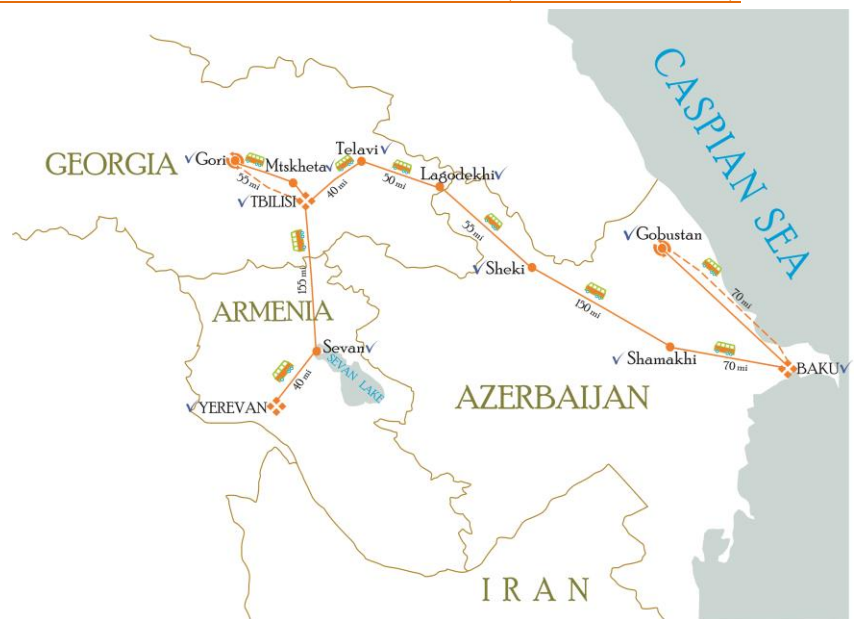 CASPIAN SEA
GEORGIA
Gori
Mtskheta
Telavi
Lagodekhi
55 mi
TBILISI
40 mi
50 mi
55 mi
Gobustan
Sheki
155 mi
70 mi
150 mi
ARMENIA
Sevan
SEVAN LAKE
Shamakhi
70 mi
BAKU
40 mi
YEREVAN
AZERBAIJAN
IRAN